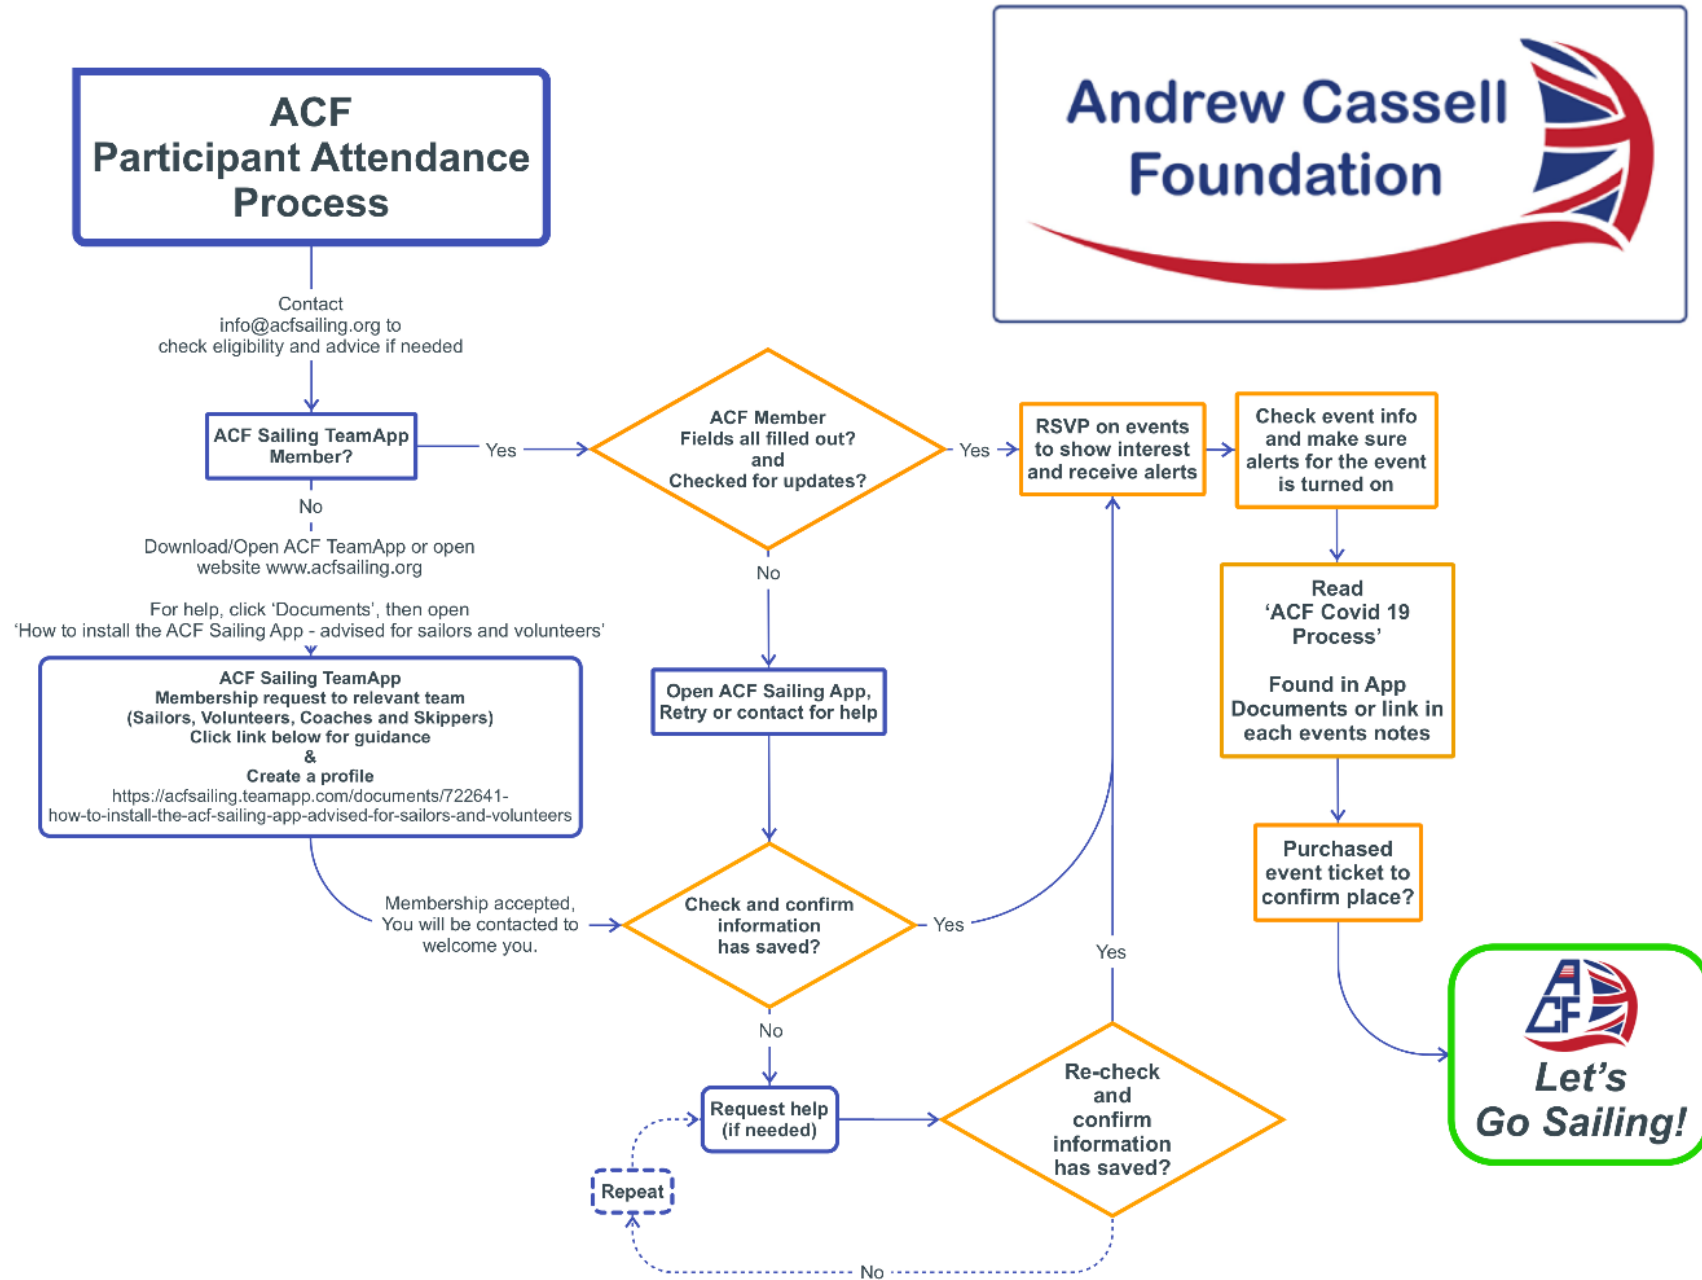 ACF
Participant Attendance
Process
Andrew Cassell
Foundation
Contact
info@acfsailing.org to
check eligibility and advice if needed
ACF Sailing TeamApp
Member?
Yes
No
Download/Open ACF TeamApp or open
website www.acfsailing.org
For help, click ‘Documents’, then open
‘How to install the ACF Sailing App - advised for sailors and volunteers’
ACF Sailing TeamApp
Membership request to relevant team
(Sailors, Volunteers, Coaches and Skippers)
Click link below for guidance
&
Create a profile
https://acfsailing.teamapp.com/documents/722641-
how-to-install-the-acf-sailing-app-advised-for-sailors-and-volunteers
Membership accepted,
You will be contacted to
welcome you.
ACF Member
Fields all filled out?
and
Checked for updates?
Yes
No
Open ACF Sailing App,
Retry or contact for help
Check and confirm
information
has saved?
Yes
No
Request help
(if needed)
Repeat
Re-check
and
confirm
information
has saved?
Yes
No
RSVP on events
to show interest
and receive alerts
Check event info
and make sure
alerts for the event
is turned on
Read
‘ACF Covid 19
Process’
Found in App
Documents or link in
each events notes
Purchased
event ticket to
confirm place?
A
CF
Let’s
Go Sailing!